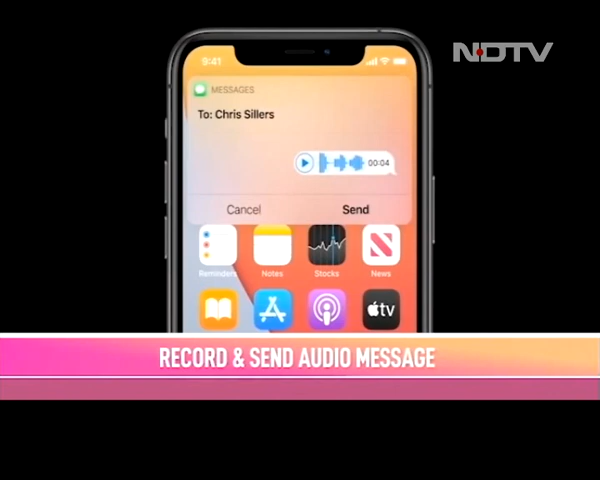 NDTV
9:41
MESSAGES
To: Chris Sillers
00:04
Cancel Send
Reminders Notes Stocks News
tv
RECORD & SEND AUDIO MESSAGE